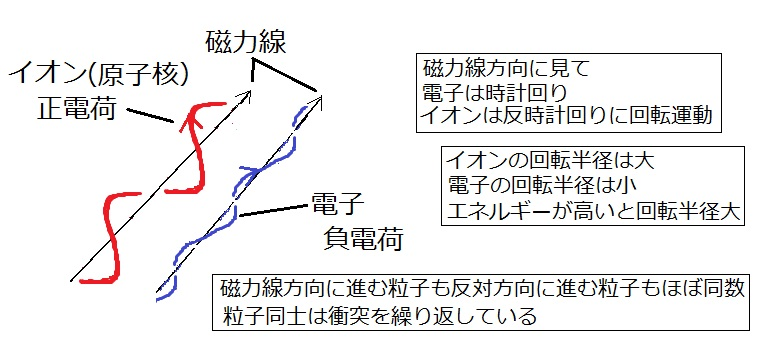 磁力線
イオン(原子核)
正電荷
電子
負電荷
磁力線方向に見て
電子は時計回り
イオンは反時計回りに回転運動
イオンの回転半径は大
電子の回転半径は小
エネルギーが高いと回転半径大
磁力線方向に進む粒子も反対方向に進む粒子もほぼ同数
粒子同士は衝突を繰り返している